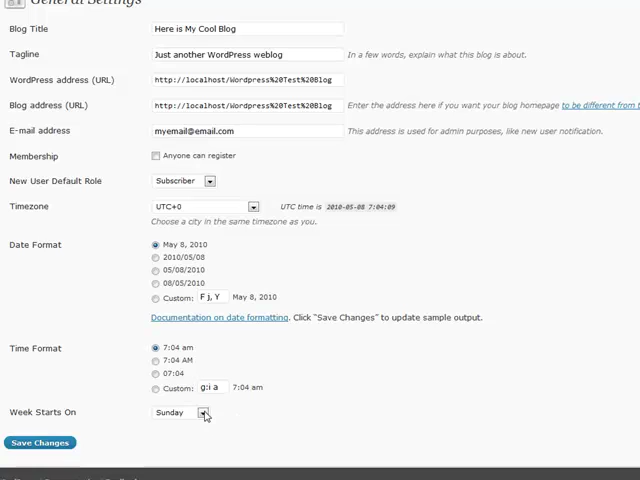 General Settings
Blog Title Here is My Cool Blog
Tagline Just another WordPress weblog In a few words, explain what this blog is about.
WordPress address (URL) http://localhost/Wordpress%20Test%20Blog
Blog address (URL) http://localhost/Wordpress%20Test%20Blog Enter the address here if you want your blog homepage to be different from
E-mail address myemail@email.com This address is used for admin purposes, like new user notification.
Membership Anyone can register
New User Default Role Subscriber
Timezone UTC+0 UTC time is 2010-05-08 7:04:09
Choose a city in the same timezone as you.
Date Format May 8, 2010
2010/05/08
05/08/2010
08/05/2010
Custom: F j, Y May 8, 2010
Documentation on date formatting. Click “Save Changes” to update sample output.
Time Format 7:04 am
7:04 AM
07:04
Custom: g:i a 7:04 am
Week Starts On Sunday
Save Changes